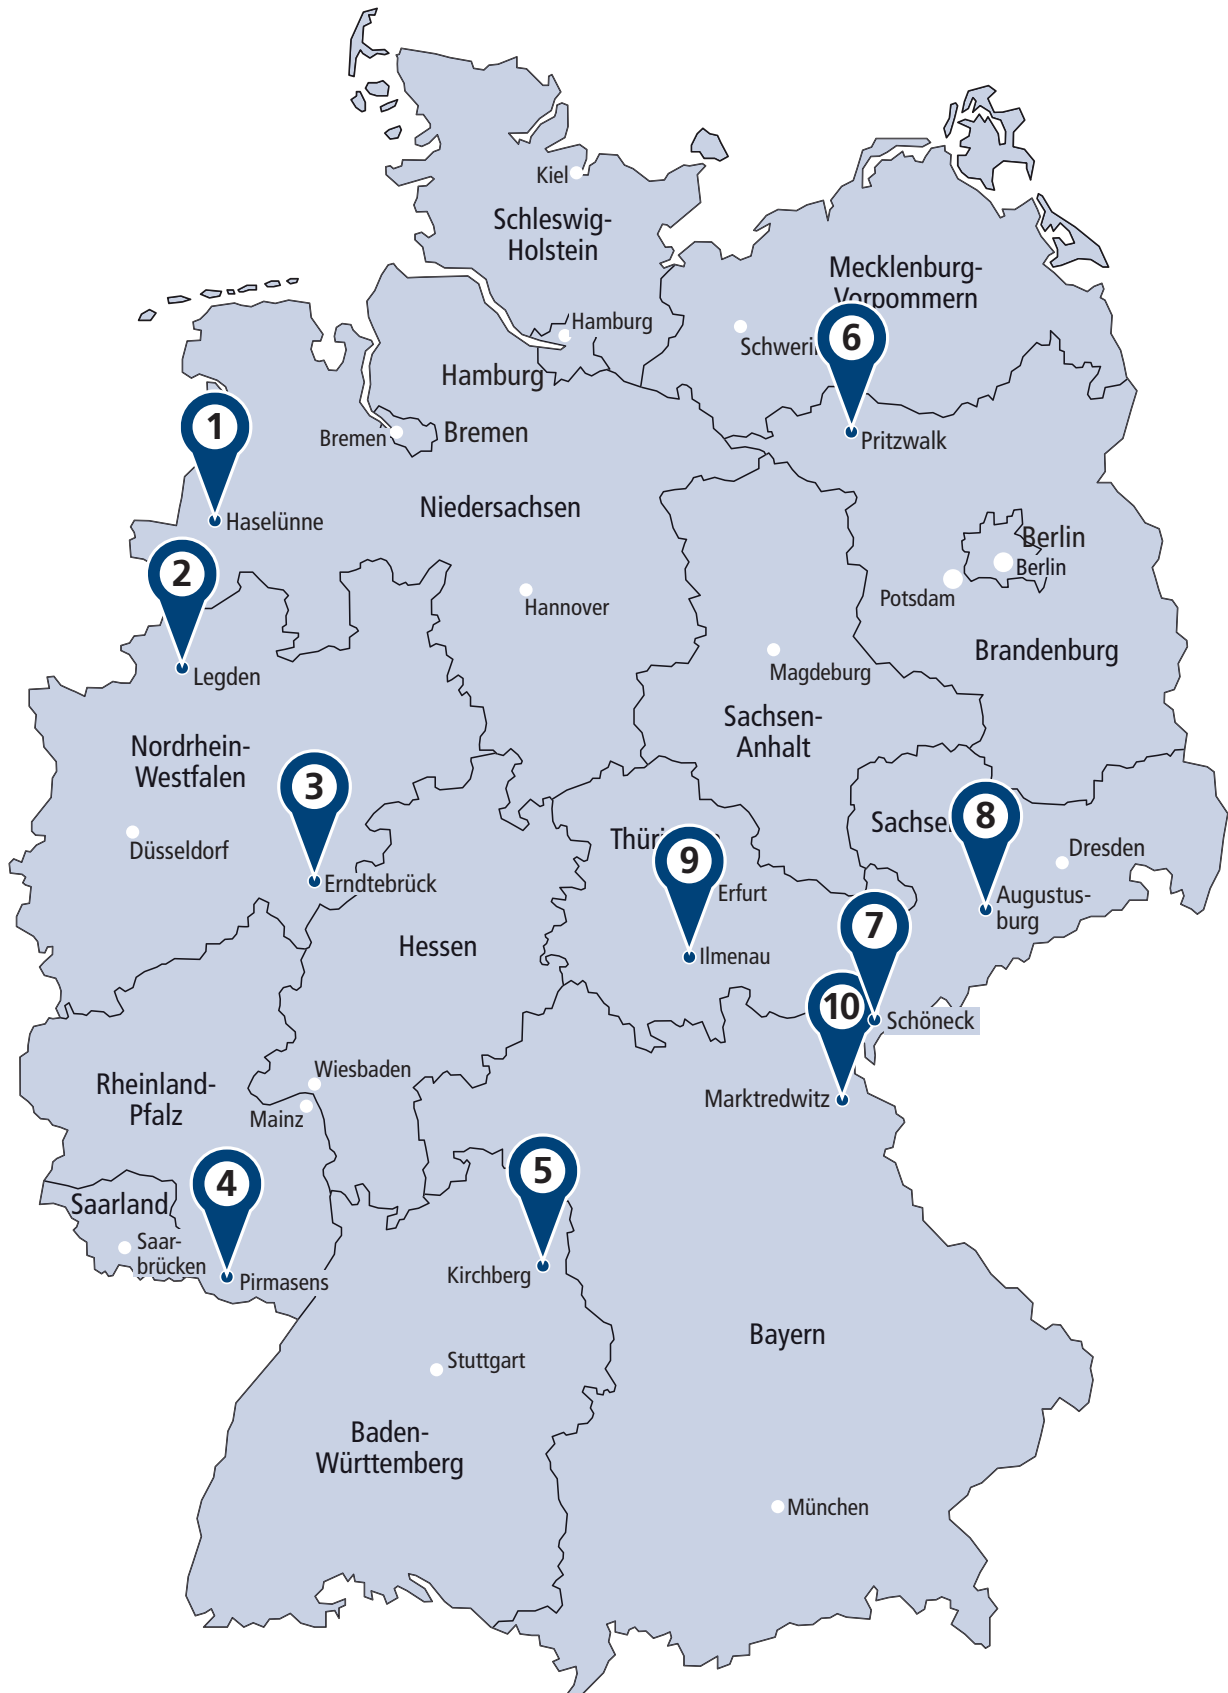 Kiel
Schleswig-
Holstein
Mecklenburg-
Vorpommern
Hamburg
Schwerin
6
Hamburg
1
Bremen
Bremen
Pritzwalk
Niedersachsen
Haselünne
Berlin
Berlin
2
Potsdam
Hannover
Brandenburg
Legden
Magdeburg
Sachsen-
Anhalt
Nordrhein-
Westfalen
3
8
Sachsen
Düsseldorf
9
Dresden
Erndtebrück
Erfurt
Augustus-
burg
7
Hessen
Ilmenau
10
Schöneck
Wiesbaden
Rheinland-
Pfalz
Marktredwitz
Mainz
5
4
Saarland
Saar-
brücken
Kirchberg
Pirmasens
Bayern
Stuttgart
Baden-
Württemberg
München